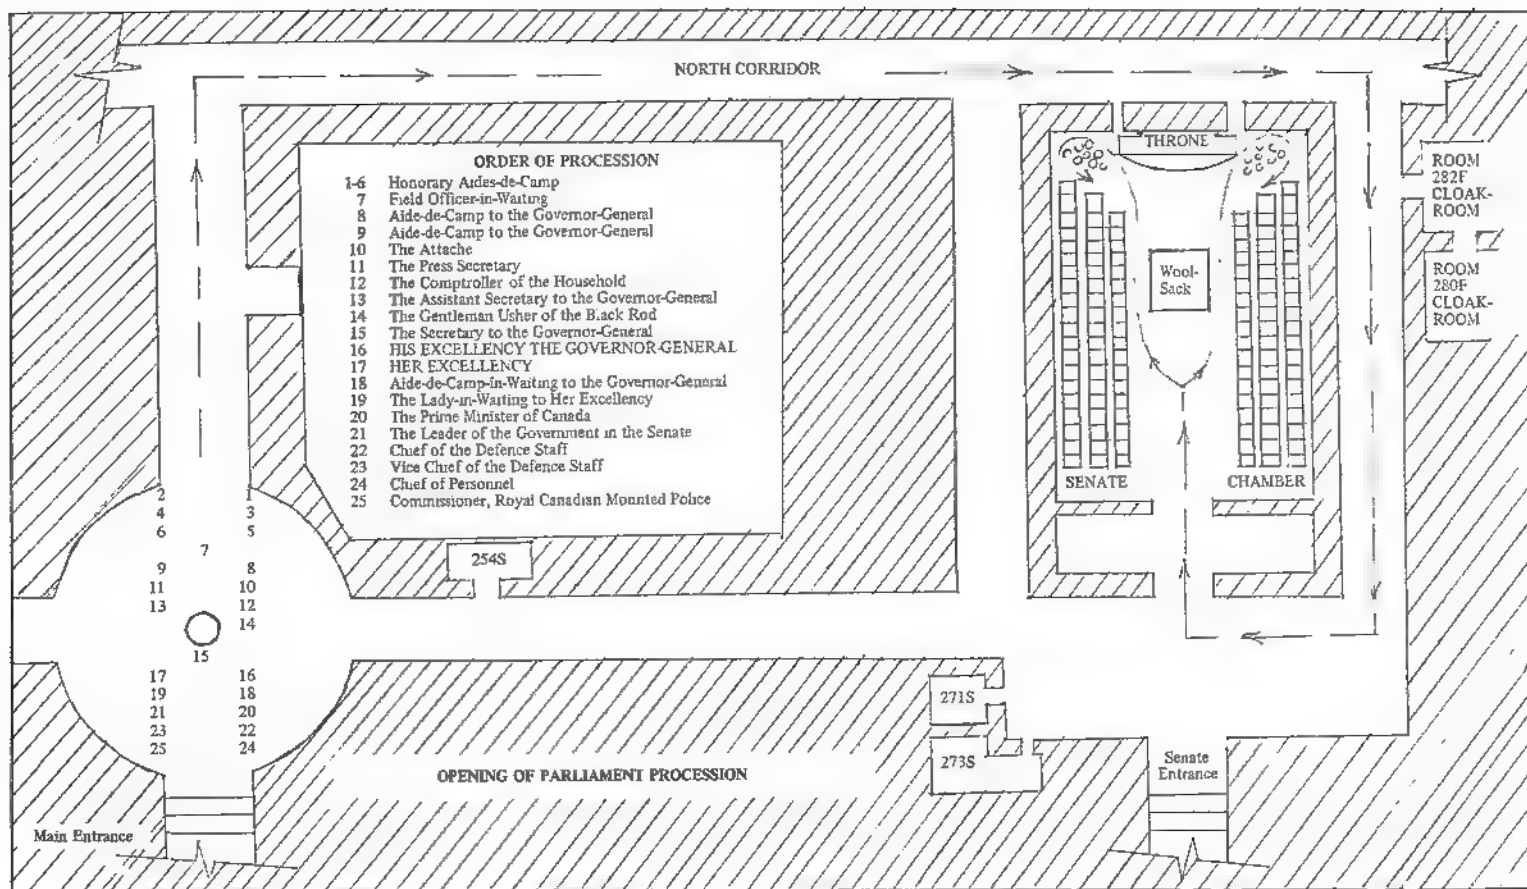 NORTH CORRIDOR
THRONE
ORDER OF PROCESSION
1-6 Honorary Aides-de-Camp
7 Field Officer-in-Waiting
8 Aide-de-Camp to the Governor-General
9 Aide-de-Camp to the Governor-General
10 The Attache
11 The Press Secretary
12 The Comptroller of the Household
13 The Assistant Secretary to the Governor-General
14 The Gentleman Usher of the Black Rod
15 The Secretary to the Governor-General
16 HIS EXCELLENCY THE GOVERNOR-GENERAL
17 HER EXCELLENCY
18 Aide-de-Camp-in-Waiting to the Governor-General
19 The Lady-in-Waiting to Her Excellency
20 The Prime Minister of Canada
21 The Leader of the Government in the Senate
22 Chief of the Defence Staff
23 Vice Chief of the Defence Staff
24 Chief of Personnel
25 Commissioner, Royal Canadian Mounted Police
ROOM
282F
CLOAK-
ROOM
ROOM
280F
CLOAK-
ROOM
Wool-
Sack
SENATE CHAMBER
2 1
4 3
6 5
7
9 8
11 10
13 12
14
15
17 16
19 18
21 20
23 22
25 24
254S
271S
273S
Senate
Entrance
OPENING OF PARLIAMENT PROCESSION
Main Entrance